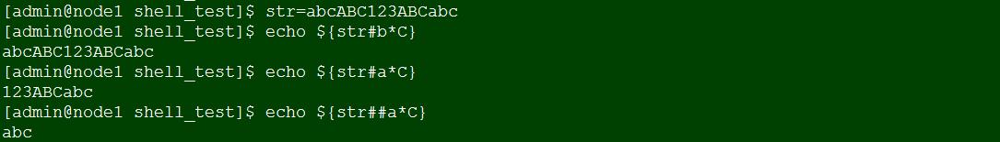 [admin@node1 shell_test]$ str=abcABC123ABCabc
[admin@node1 shell_test]$ echo ${str#b*C}
abcABC123ABCabc
[admin@node1 shell_test]$ echo ${str#a*C}
123ABCabc
[admin@node1 shell_test]$ echo ${str##a*C}
abc